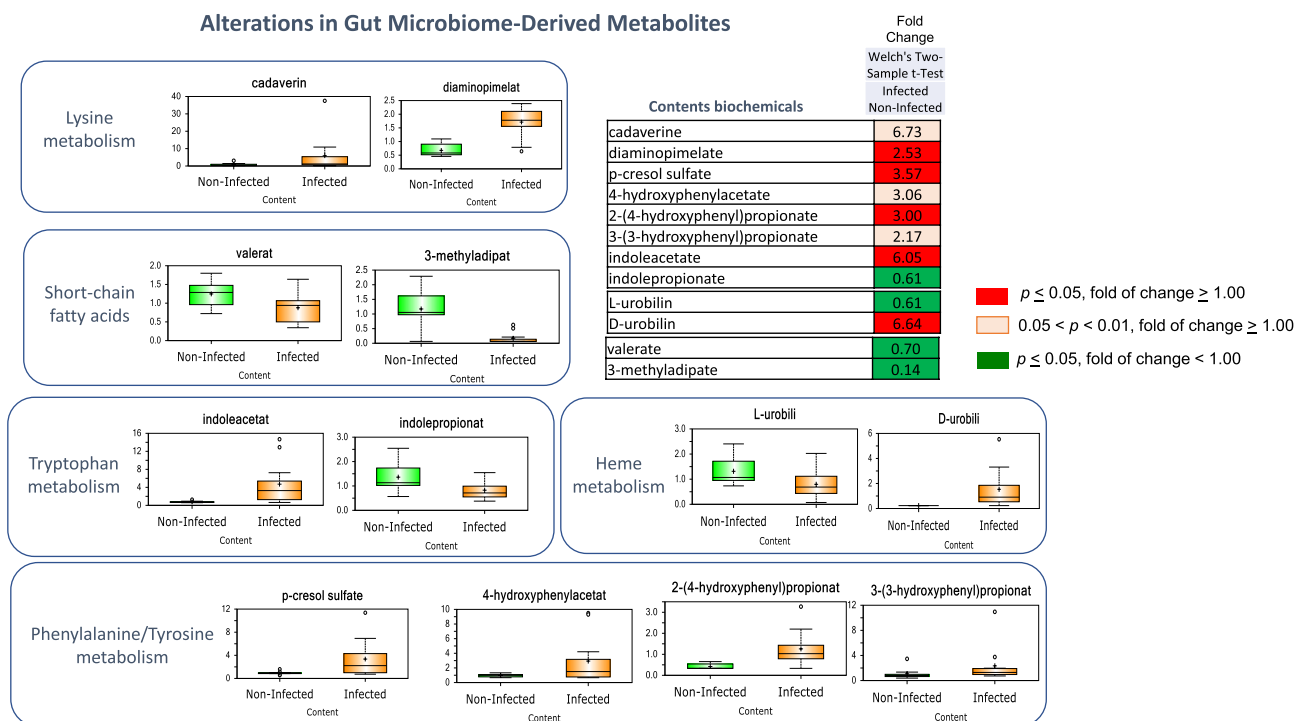 Alterations in Gut Microbiome-Derived Metabolites
Lysine
metabolism
cadaverin
40
30
20
10
0
Non-Infected
Infected
Content
diaminopimelat
2.5
2.0
1.5
1.0
0.5
0.0
Non-Infected
Infected
Content
Short-chain
fatty acids
valerat
2.0
1.5
1.0
0.5
0.0
Non-Infected
Infected
Content
3-methyladipat
2.5
2.0
1.5
1.0
0.5
0.0
Non-Infected
Infected
Content
Fold
Change
Welch's Two-
Sample t-Test
Infected
Non-Infected
Contents biochemicals
cadaverine 6.73
diaminopimelate 2.53
p-cresol sulfate 3.57
4-hydroxyphenylacetate 3.06
2-(4-hydroxyphenyl)propionate 3.00
3-(3-hydroxyphenyl)propionate 2.17
indoleacetate 6.05
indolepropionate 0.61
L-urobilin 0.61
D-urobilin 6.64
valerate 0.70
3-methyladipate 0.14
p ≤ 0.05, fold of change ≥ 1.00
0.05 < p < 0.01, fold of change ≥ 1.00
p ≤ 0.05, fold of change < 1.00
Tryptophan
metabolism
indoleacetat
16
12
8
6
4
2
0
Non-Infected
Infected
Content
indolepropionat
3.0
2.0
1.5
1.0
0.0
Non-Infected
Infected
Content
Heme
metabolism
L-urobili
3.0
2.0
1.5
1.0
0.0
Non-Infected
Infected
Content
D-urobili
6
4
2
1
0
Non-Infected
Infected
Content
Phenylalanine/Tyrosine
metabolism
p-cresol sulfate
12
8
4
2
0
Non-Infected
Infected
Content
4-hydroxyphenylacetat
10
8
6
4
2
0
Non-Infected
Infected
Content
2-(4-hydroxyphenyl)propionat
3.5
2.5
1.5
1.0
0.0
Non-Infected
Infected
Content
3-(3-hydroxyphenyl)propionat
12
8
4
2
0
Non-Infected
Infected
Content